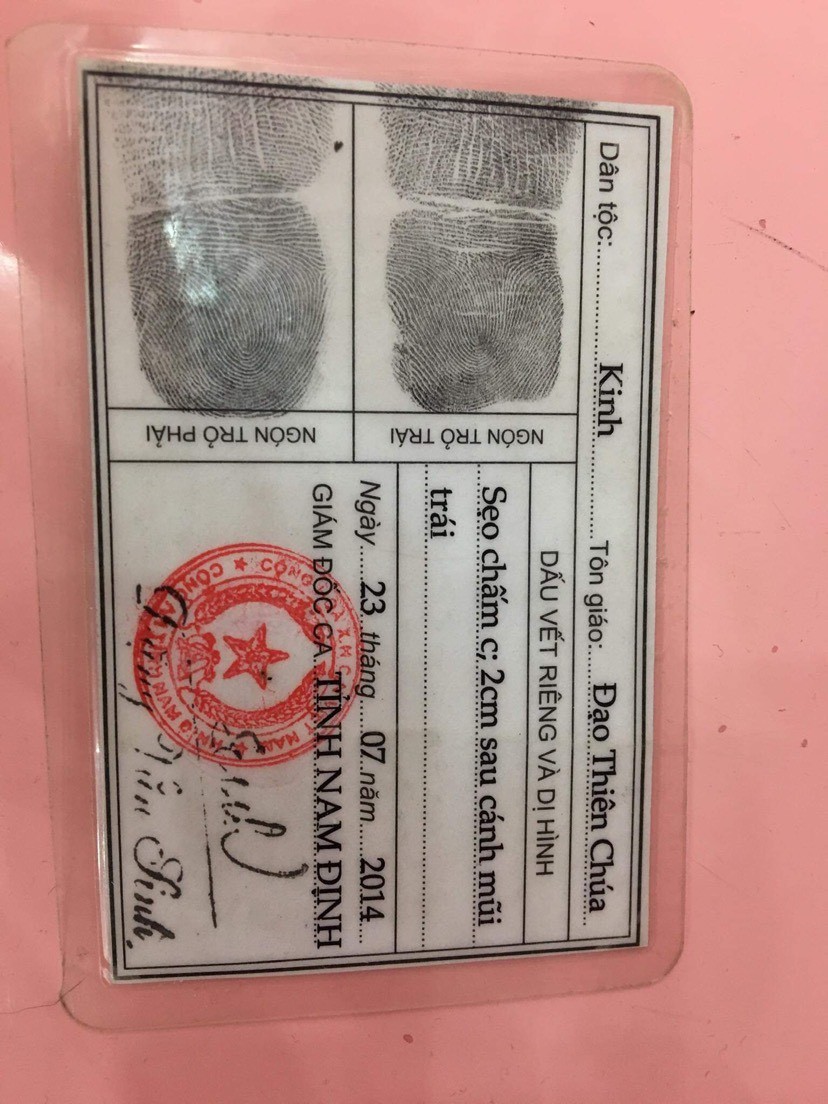 Dân tộc: Kinh Tôn giáo: Đạo Thiên Chúa
NGÓN TRỎ TRÁI
NGÓN TRỎ PHẢI
DẤU VẾT RIÊNG VÀ DỊ HÌNH
Sẹo chấm c; 2cm sau cánh mũi
trái
Ngày 23 tháng 07 năm 2014
GIÁM ĐỐC CA. TỈNH NAM ĐỊNH